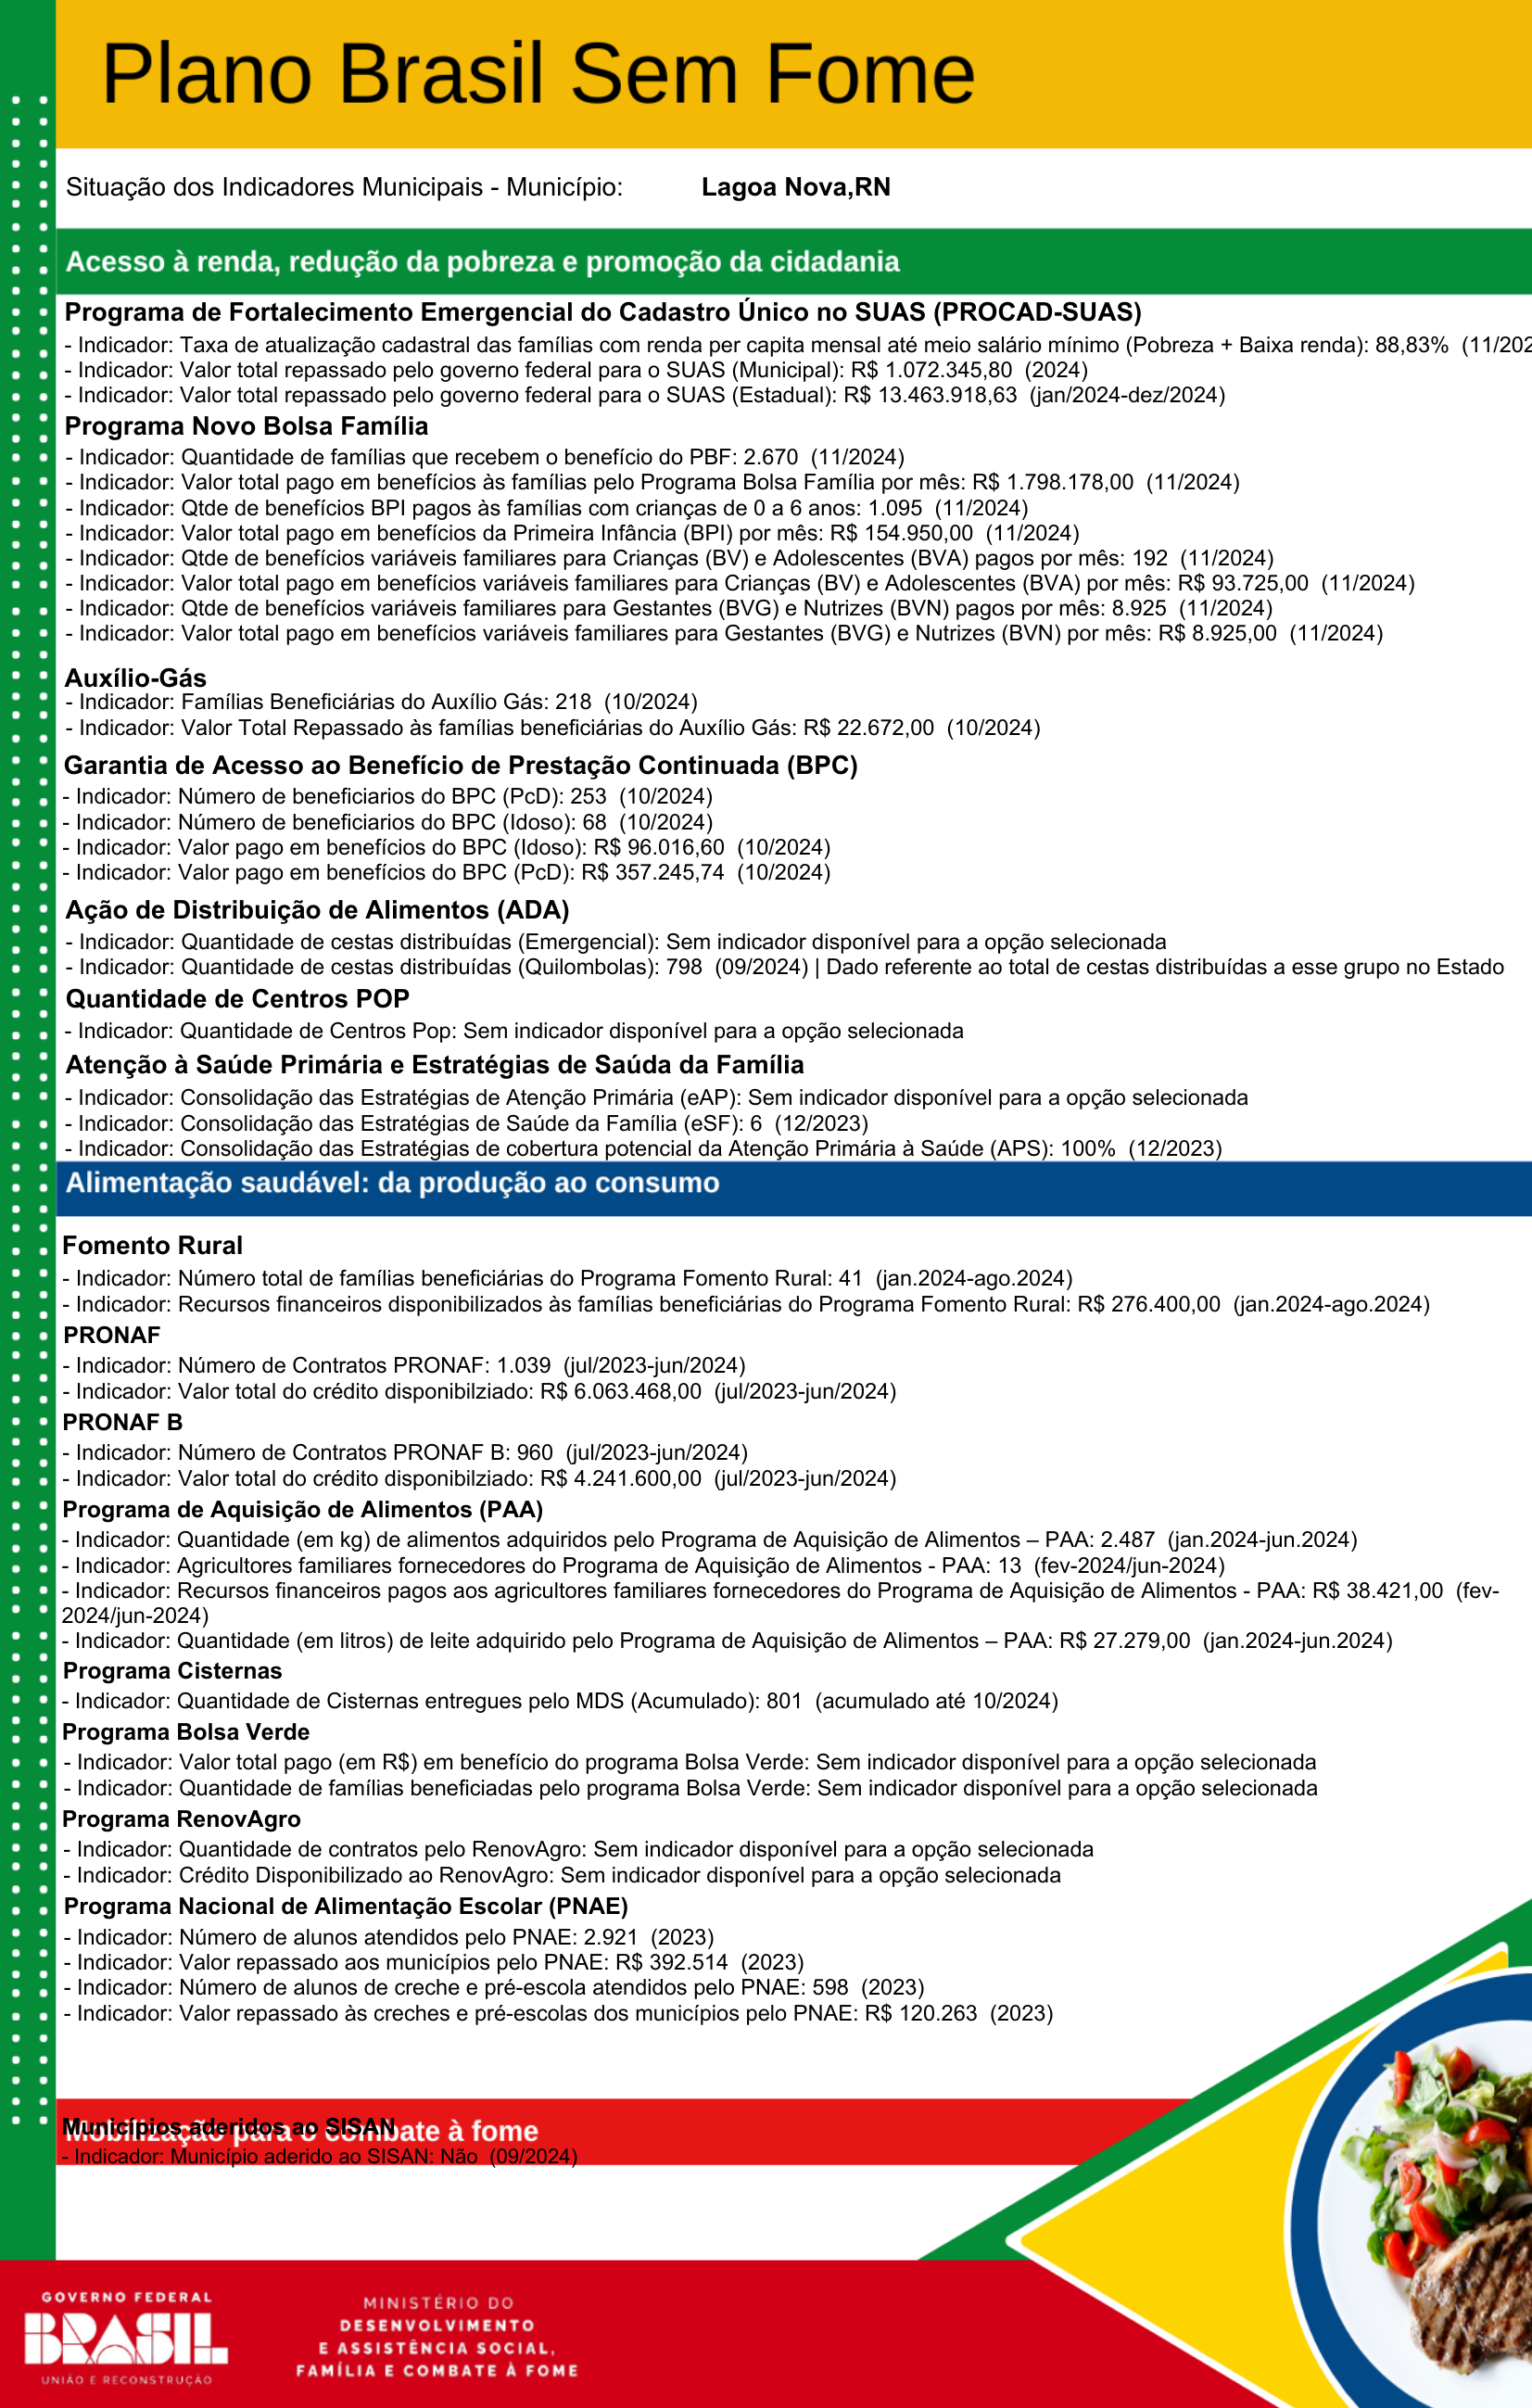 Plano Brasil Sem Fome
Situação dos Indicadores Municipais - Município: Lagoa Nova,RN
Acesso à renda, redução da pobreza e promoção da cidadania
Programa de Fortalecimento Emergencial do Cadastro Único no SUAS (PROCAD-SUAS)
- Indicador: Taxa de atualização cadastral das famílias com renda per capita mensal até meio salário mínimo (Pobreza + Baixa renda): 88,83% (11/202
- Indicador: Valor total repassado pelo governo federal para o SUAS (Municipal): R$ 1.072.345,80 (2024)
- Indicador: Valor total repassado pelo governo federal para o SUAS (Estadual): R$ 13.463.918,63 (jan/2024-dez/2024)
Programa Novo Bolsa Família
- Indicador: Quantidade de famílias que recebem o benefício do PBF: 2.670 (11/2024)
- Indicador: Valor total pago em benefícios às famílias pelo Programa Bolsa Família por mês: R$ 1.798.178,00 (11/2024)
- Indicador: Qtde de benefícios BPI pagos às famílias com crianças de 0 a 6 anos: 1.095 (11/2024)
- Indicador: Valor total pago em benefícios da Primeira Infância (BPI) por mês: R$ 154.950,00 (11/2024)
- Indicador: Qtde de benefícios variáveis familiares para Crianças (BV) e Adolescentes (BVA) pagos por mês: 192 (11/2024)
- Indicador: Valor total pago em benefícios variáveis familiares para Crianças (BV) e Adolescentes (BVA) por mês: R$ 93.725,00 (11/2024)
- Indicador: Qtde de benefícios variáveis familiares para Gestantes (BVG) e Nutrizes (BVN) pagos por mês: 8.925 (11/2024)
- Indicador: Valor total pago em benefícios variáveis familiares para Gestantes (BVG) e Nutrizes (BVN) por mês: R$ 8.925,00 (11/2024)
Auxílio-Gás
- Indicador: Famílias Beneficiárias do Auxílio Gás: 218 (10/2024)
- Indicador: Valor Total Repassado às famílias beneficiárias do Auxílio Gás: R$ 22.672,00 (10/2024)
Garantia de Acesso ao Benefício de Prestação Continuada (BPC)
- Indicador: Número de beneficiarios do BPC (PcD): 253 (10/2024)
- Indicador: Número de beneficiarios do BPC (Idoso): 68 (10/2024)
- Indicador: Valor pago em benefícios do BPC (Idoso): R$ 96.016,60 (10/2024)
- Indicador: Valor pago em benefícios do BPC (PcD): R$ 357.245,74 (10/2024)
Ação de Distribuição de Alimentos (ADA)
- Indicador: Quantidade de cestas distribuídas (Emergencial): Sem indicador disponível para a opção selecionada
- Indicador: Quantidade de cestas distribuídas (Quilombolas): 798 (09/2024) | Dado referente ao total de cestas distribuídas a esse grupo no Estado
Quantidade de Centros POP
- Indicador: Quantidade de Centros Pop: Sem indicador disponível para a opção selecionada
Atenção à Saúde Primária e Estratégias de Saúda da Família
- Indicador: Consolidação das Estratégias de Atenção Primária (eAP): Sem indicador disponível para a opção selecionada
- Indicador: Consolidação das Estratégias de Saúde da Família (eSF): 6 (12/2023)
- Indicador: Consolidação das Estratégias de cobertura potencial da Atenção Primária à Saúde (APS): 100% (12/2023)
Alimentação saudável: da produção ao consumo
Fomento Rural
- Indicador: Número total de famílias beneficiárias do Programa Fomento Rural: 41 (jan.2024-ago.2024)
- Indicador: Recursos financeiros disponibilizados às famílias beneficiárias do Programa Fomento Rural: R$ 276.400,00 (jan.2024-ago.2024)
PRONAF
- Indicador: Número de Contratos PRONAF: 1.039 (jul/2023-jun/2024)
- Indicador: Valor total do crédito disponibilziado: R$ 6.063.468,00 (jul/2023-jun/2024)
PRONAF B
- Indicador: Número de Contratos PRONAF B: 960 (jul/2023-jun/2024)
- Indicador: Valor total do crédito disponibilziado: R$ 4.241.600,00 (jul/2023-jun/2024)
Programa de Aquisição de Alimentos (PAA)
- Indicador: Quantidade (em kg) de alimentos adquiridos pelo Programa de Aquisição de Alimentos – PAA: 2.487 (jan.2024-jun.2024)
- Indicador: Agricultores familiares fornecedores do Programa de Aquisição de Alimentos - PAA: 13 (fev-2024/jun-2024)
- Indicador: Recursos financeiros pagos aos agricultores familiares fornecedores do Programa de Aquisição de Alimentos - PAA: R$ 38.421,00 (fev-
2024/jun-2024)
- Indicador: Quantidade (em litros) de leite adquirido pelo Programa de Aquisição de Alimentos – PAA: R$ 27.279,00 (jan.2024-jun.2024)
Programa Cisternas
- Indicador: Quantidade de Cisternas entregues pelo MDS (Acumulado): 801 (acumulado até 10/2024)
Programa Bolsa Verde
- Indicador: Valor total pago (em R$) em benefício do programa Bolsa Verde: Sem indicador disponível para a opção selecionada
- Indicador: Quantidade de famílias beneficiadas pelo programa Bolsa Verde: Sem indicador disponível para a opção selecionada
Programa RenovAgro
- Indicador: Quantidade de contratos pelo RenovAgro: Sem indicador disponível para a opção selecionada
- Indicador: Crédito Disponibilizado ao RenovAgro: Sem indicador disponível para a opção selecionada
Programa Nacional de Alimentação Escolar (PNAE)
- Indicador: Número de alunos atendidos pelo PNAE: 2.921 (2023)
- Indicador: Valor repassado aos municípios pelo PNAE: R$ 392.514 (2023)
- Indicador: Número de alunos de creche e pré-escola atendidos pelo PNAE: 598 (2023)
- Indicador: Valor repassado às creches e pré-escolas dos municípios pelo PNAE: R$ 120.263 (2023)
Municípios aderidos ao SISAN
Mobilização para o combate à fome
- Indicador: Município aderido ao SISAN: Não (09/2024)
GOVERNO FEDERAL
BRASIL
UNIÃO E RECONSTRUÇÃO
MINISTÉRIO DO
DESENVOLVIMENTO
E ASSISTÊNCIA SOCIAL,
FAMÍLIA E COMBATE À FOME